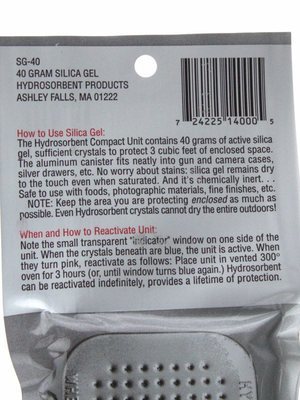 SG-40
40 GRAM SILICA GEL
HYDROSORBENT PRODUCTS
ASHLEY FALLS, MA 01222
7 24225 14000 5
How to Use Silica Gel:
The Hydrosorbent Compact Unit contains 40 grams of active silica
gel, sufficient crystals to protect 3 cubic feet of enclosed space.
The aluminum canister fits neatly into gun and camera cases,
silver drawers, etc. No worry about stains: silica gel remains dry
to the touch even when saturated. And it's chemically inert. . .
Safe to use with foods, photographic materials, fine finishes, etc.
NOTE: Keep the area you are protecting enclosed as much as
possible. Even Hydrosorbent crystals cannot dry the entire outdoors!
When and How to Reactivate Unit:
Note the small transparent "indicator" window on one side of the
unit. When the crystals beneath are blue, the unit is active. When
they turn pink, reactivate as follows: Place unit in vented 300°
oven for 3 hours (or, until window turns blue again.) Hydrosorbent
can be reactivated indefinitely, provides a lifetime of protection.